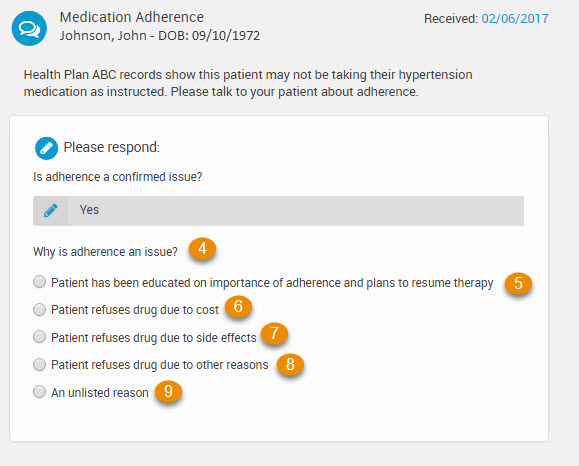 Medication Adherence
Received: 02/06/2017
Johnson, John - DOB: 09/10/1972
Health Plan ABC records show this patient may not be taking their hypertension
medication as instructed. Please talk to your patient about adherence.
Please respond:
Is adherence a confirmed issue?
Yes
Why is adherence an issue? 4
Patient has been educated on importance of adherence and plans to resume therapy 5
Patient refuses drug due to cost 6
Patient refuses drug due to side effects 7
Patient refuses drug due to other reasons 8
An unlisted reason 9